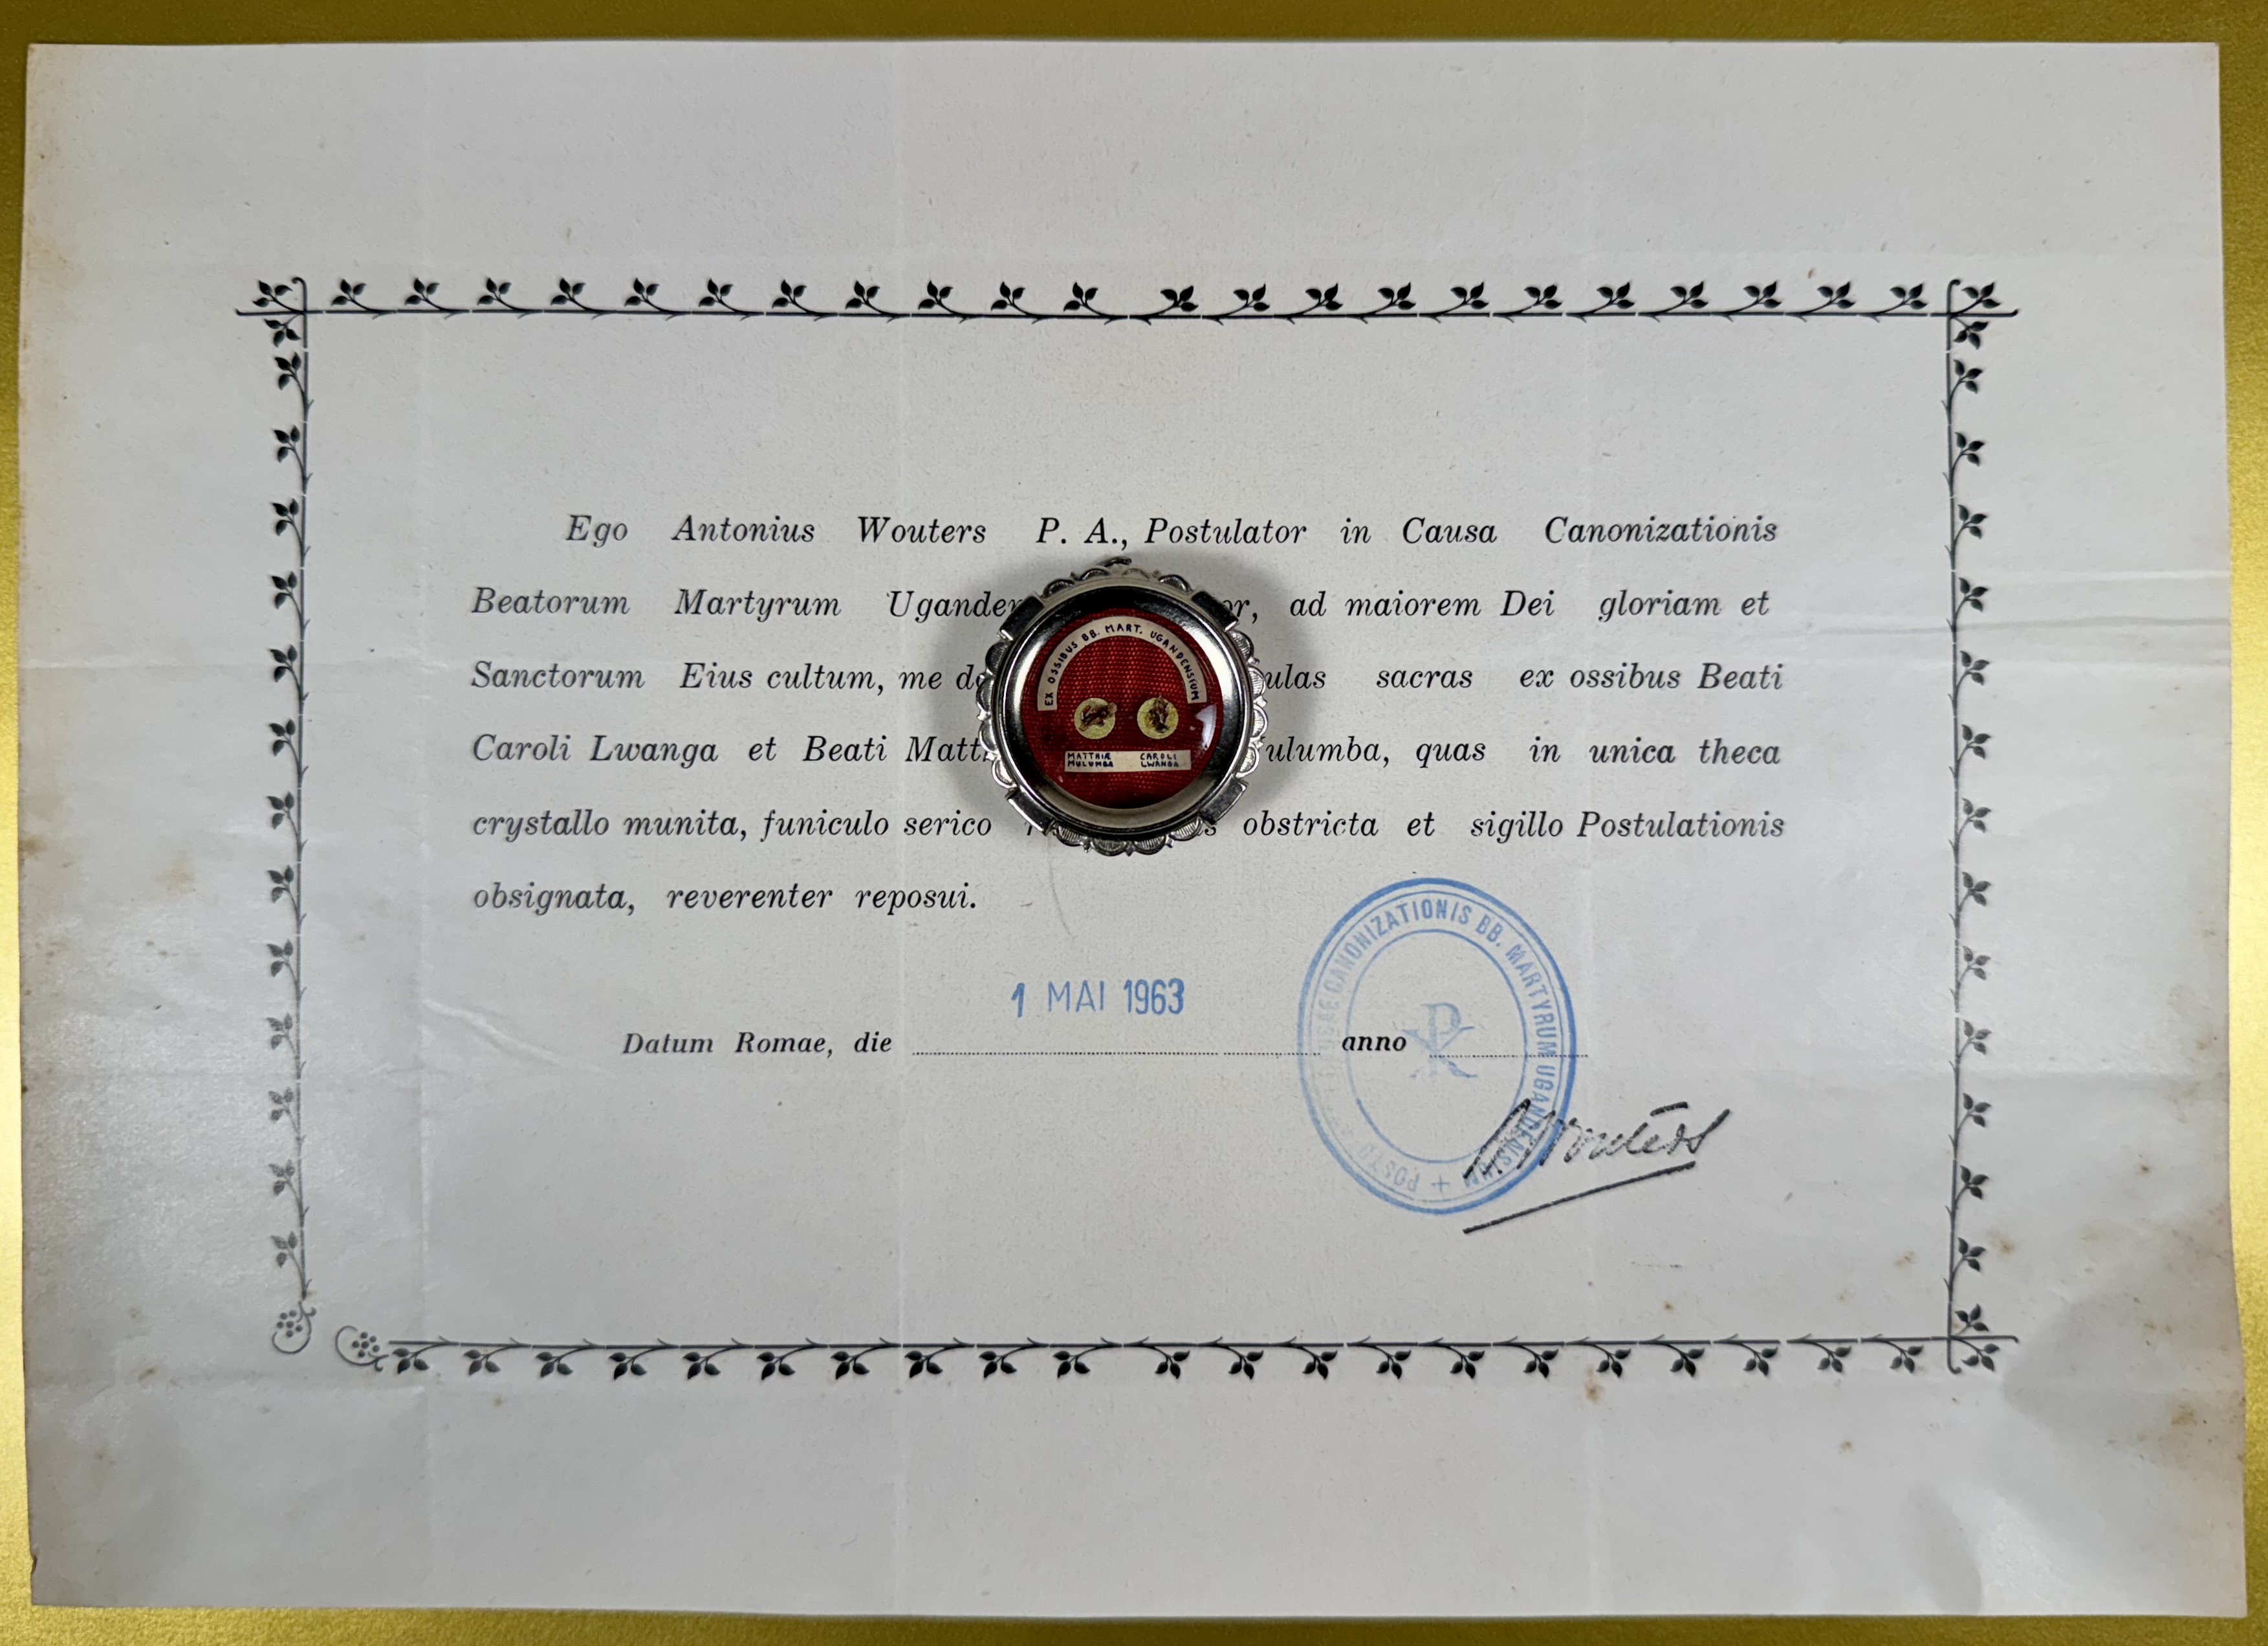 Ego Antonius Wouters P. A., Postulator in Causa Canonizationis
Beatorum Martyrum ad maiorem Dei gloriam et
Sanctorum Eius cultum, me sacras ex ossibus Beati
Caroli Lwanga et Beati quas in unica theca
crystallo munita, funiculo serico obstricta et sigillo Postulationis
obsignata, reverenter reposui.
EX OSSIBUS BB. MART. UGANDENSIUM
MATTHIÆ CAROLI
MULUMBA LWANGA
1 MAI 1963
Datum Romae, die anno
CANONIZATIONIS BB. MARTYRUM UGANDENSIUM +
PX
A. Wouters